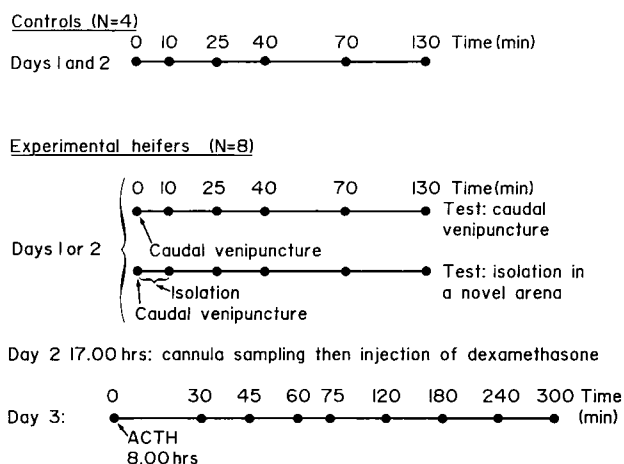 Controls (N=4)
0 10 25 40 70 130 Time (min)
Days 1 and 2
Experimental heifers (N=8)
0 10 25 40 70 130 Time (min)
Test: caudal
venipuncture
Caudal venipuncture
Days 1 or 2
Isolation
Caudal venipuncture
Test: isolation in
a novel arena
Day 2 17.00 hrs: cannula sampling then injection of dexamethasone
0 30 45 60 75 120 180 240 300 Time
(min)
Day 3:
ACTH
8.00 hrs